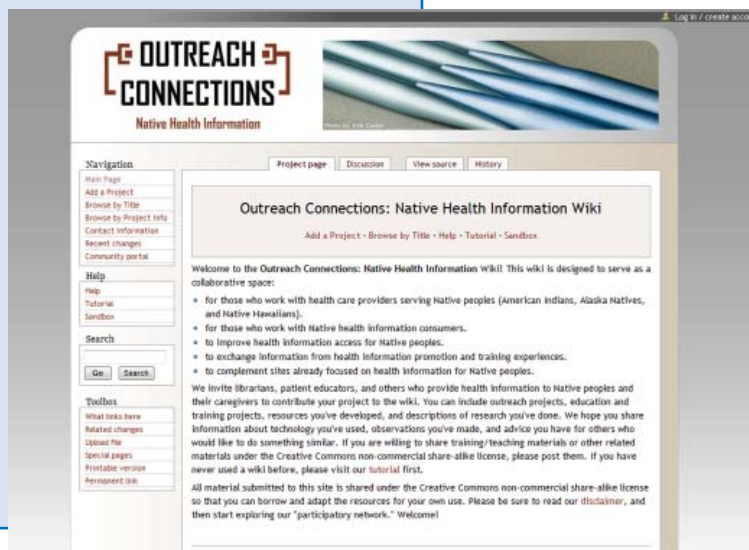 Log in / create acco
OUTREACH
CONNECTIONS
Native Health Information
Navigation
Main Page
Add a Project
Browse by Title
Browse by Project Info
Contact Information
Recent changes
Community portal
Help
Help
Tutorial
Sandbox
Search
Go Search
Toolbox
What links here
Related changes
Upload file
Special pages
Printable version
Permanent link
Project page Discussion View source History
Outreach Connections: Native Health Information Wiki
Add a Project • Browse by Title • Help • Tutorial • Sandbox
Welcome to the Outreach Connections: Native Health Information Wiki! This wiki is designed to serve as a
collaborative space:
for those who work with health care providers serving Native peoples (American Indians, Alaska Natives,
and Native Hawaiians).
for those who work with Native health information consumers.
to improve health information access for Native peoples.
to exchange information from health information promotion and training experiences.
to complement sites already focused on health information for Native peoples.
We invite librarians, patient educators, and others who provide health information to Native peoples and
their caregivers to contribute your project to the wiki. You can include outreach projects, education and
training projects, resources you've developed, and descriptions of research you've done. We hope you share
information about technology you've used, observations you've made, and advice you have for others who
would like to do something similar. If you are willing to share training/teaching materials or other related
materials under the Creative Commons non-commercial share-alike license, please post them. If you have
never used a wiki before, please visit our tutorial first.
All material submitted to this site is shared under the Creative Commons non-commercial share-alike license
so that you can borrow and adapt the resources for your own use. Please be sure to read our disclaimer, and
then start exploring our "participatory network." Welcome!